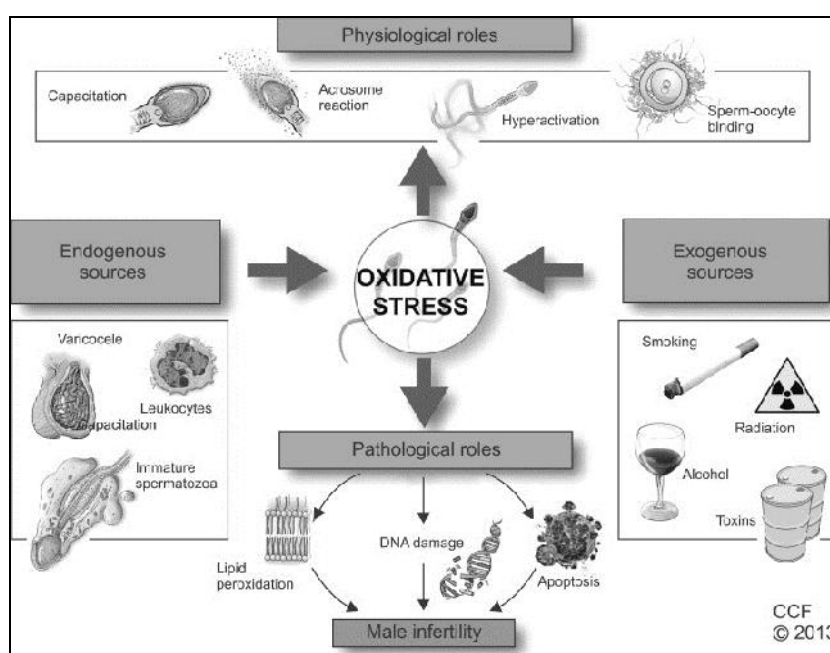 Physiological roles
Capacitation
Acrosome
reaction
Hyperactivation
Sperm-oocyte
binding
Endogenous
sources
OXIDATIVE
STRESS
Exogenous
sources
Varicocele
Leukocytes
Capacitation
Immature
spermatozoa
Smoking
Radiation
Alcohol
Toxins
Pathological roles
Lipid
peroxidation
DNA damage
Apoptosis
Male infertility
CCF
© 2013